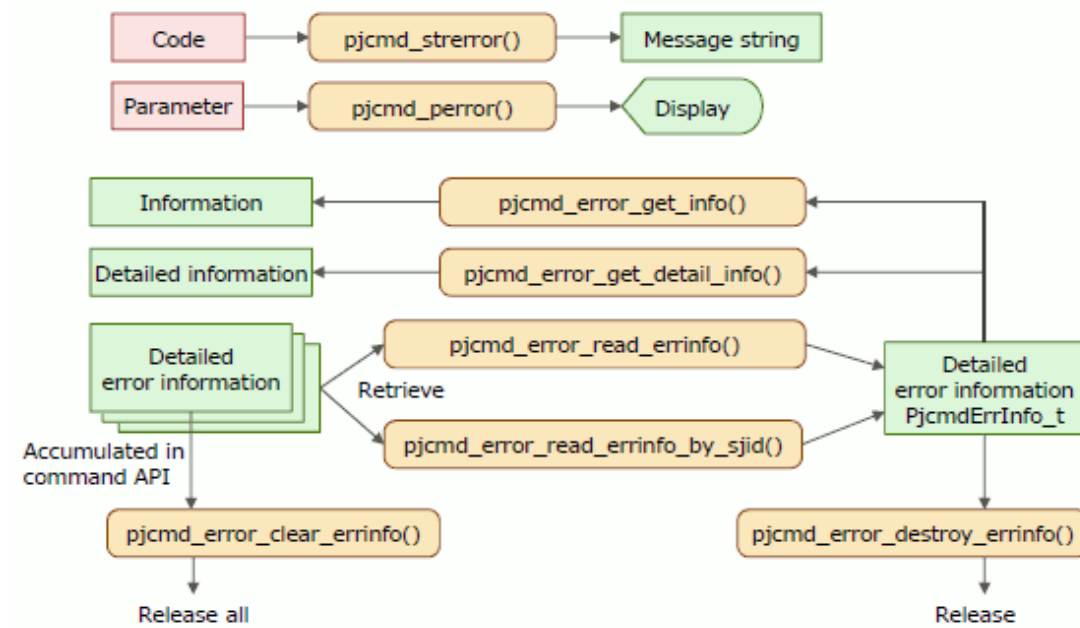 Code
pjcmd_strerror()
Message string
Parameter
pjcmd_perror()
Display
Information
pjcmd_error_get_info()
Detailed information
pjcmd_error_get_detail_info()
Detailed
error information
Retrieve
pjcmd_error_read_errinfo()
pjcmd_error_read_errinfo_by_sjid()
Detailed
error information
PjcmdErrInfo_t
Accumulated in
command API
pjcmd_error_clear_errinfo()
pjcmd_error_destroy_errinfo()
Release all
Release